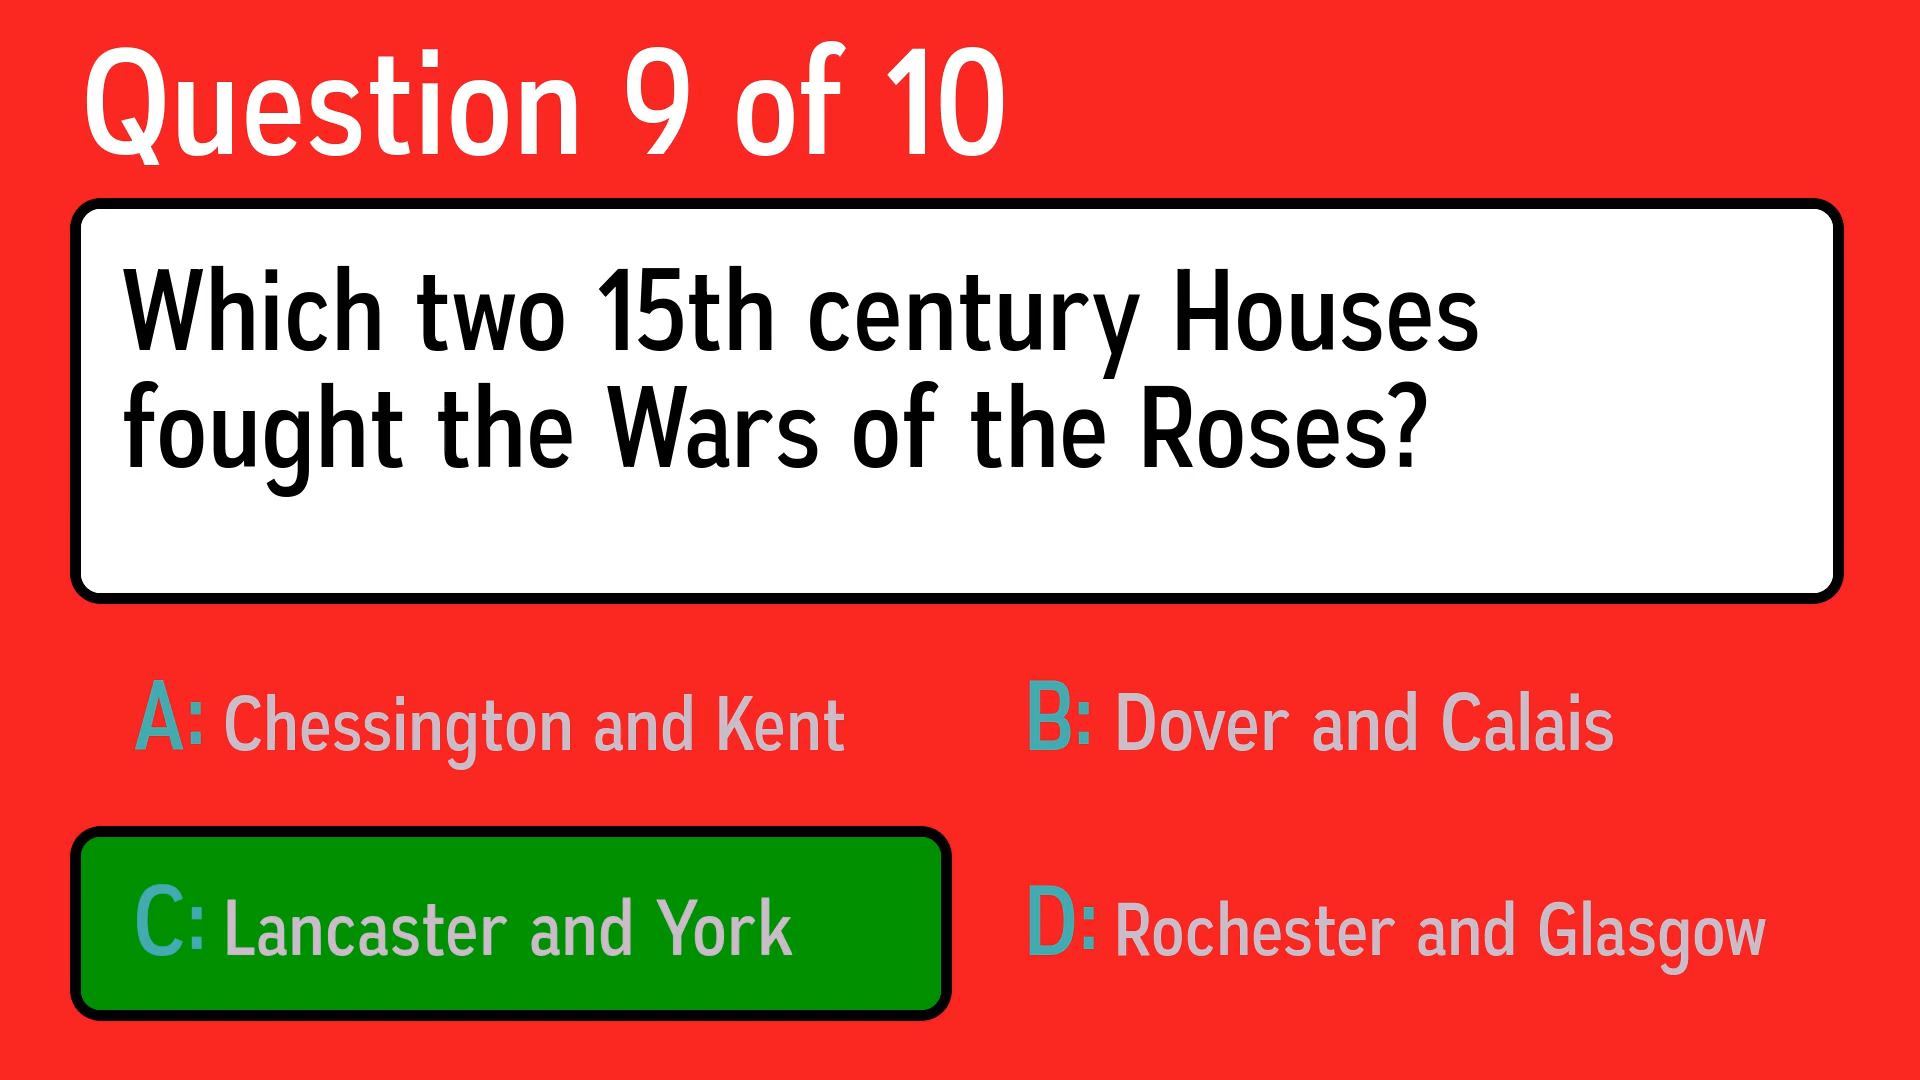 Question 9 of 10
Which two 15th century Houses
fought the Wars of the Roses?
A: Chessington and Kent
B: Dover and Calais
C: Lancaster and York
D: Rochester and Glasgow